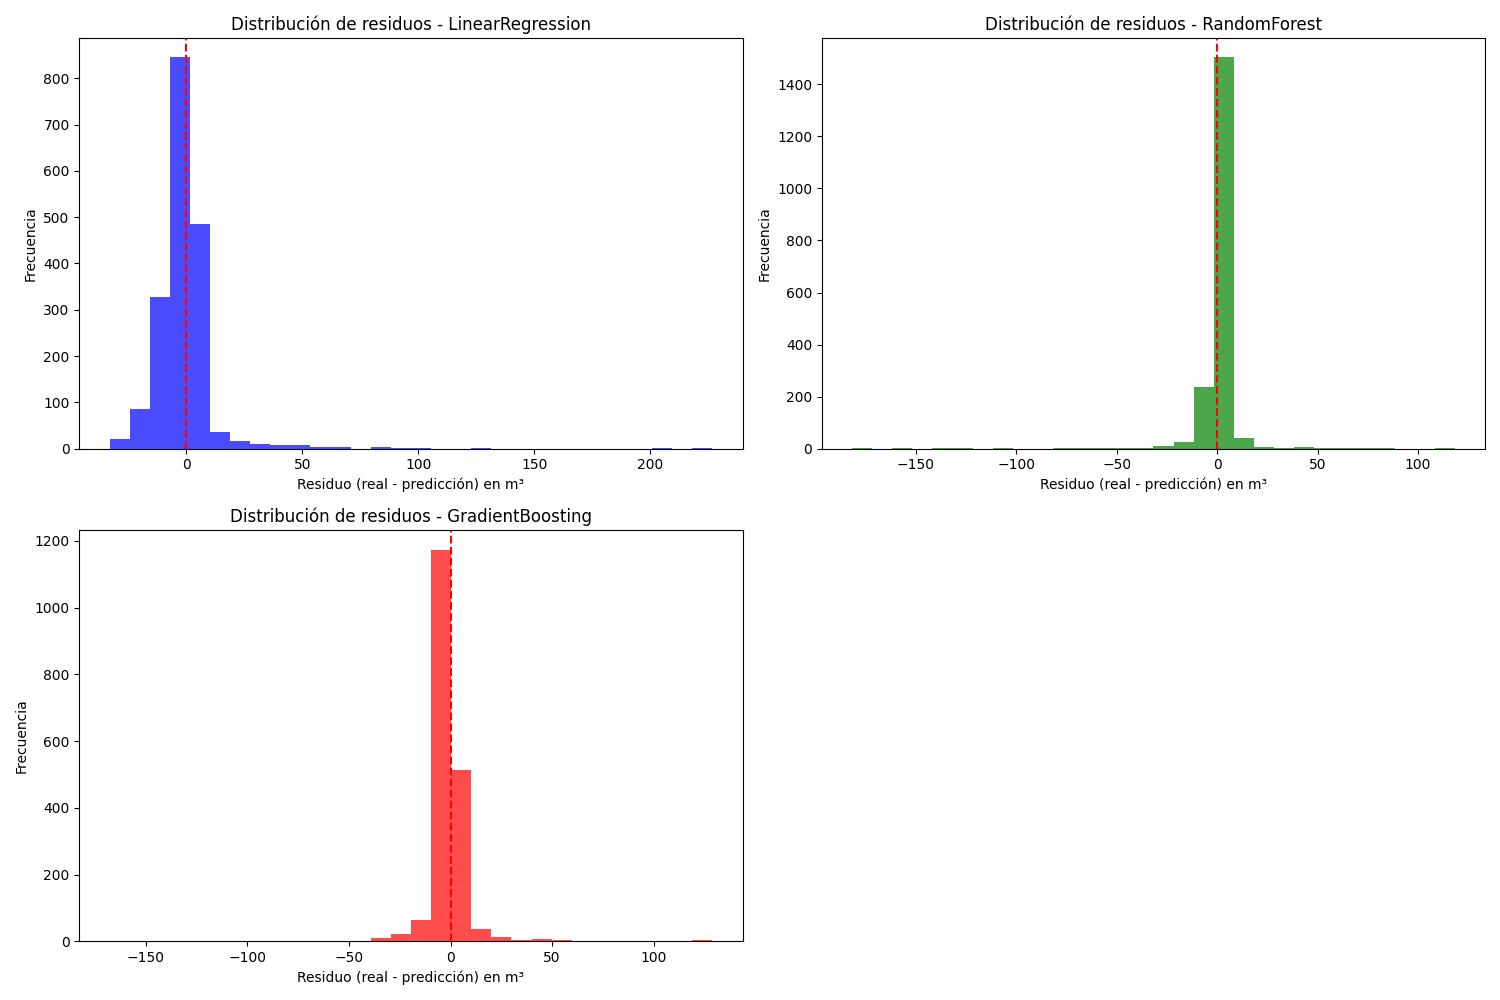 Distribución de residuos - LinearRegression
800
700
600
500
400
300
200
100
0
Frecuencia
0 50 100 150 200
Residuo (real - predicción) en m³
Distribución de residuos - RandomForest
1400
1200
1000
800
600
400
200
0
Frecuencia
−150 −100 −50 0 50 100
Residuo (real - predicción) en m³
Distribución de residuos - GradientBoosting
1200
1000
800
600
400
200
0
Frecuencia
−150 −100 −50 0 50 100
Residuo (real - predicción) en m³